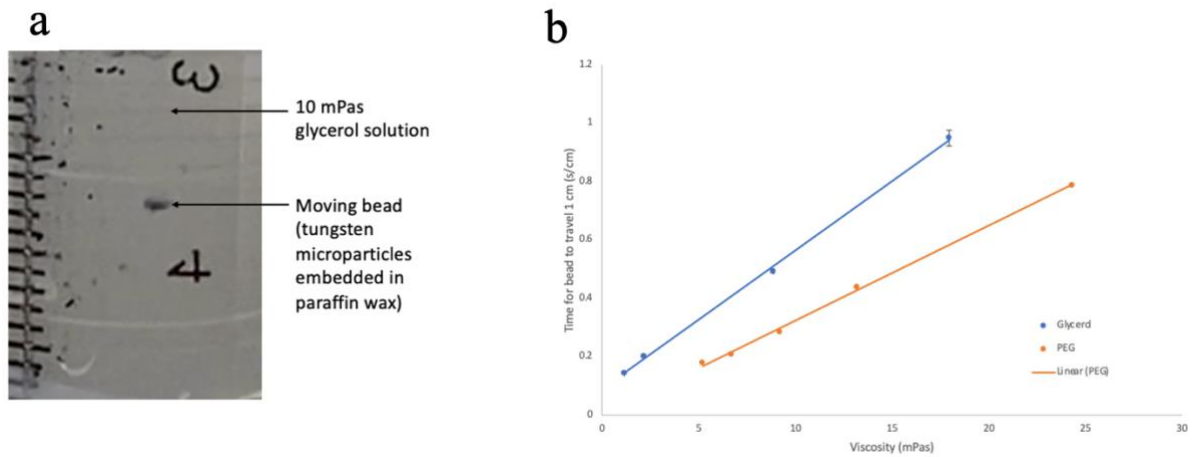 a
3
10 mPas
glycerol solution
Moving bead
(tungsten
microparticles
embedded in
paraffin wax)
4
b
1.2
1
0.8
0.6
0.4
0.2
0
0
5
10
15
20
25
30
Time for bead to travel 1 cm (s/cm)
Viscosity (mPas)
Glycerd
PEG
Linear (PEG)